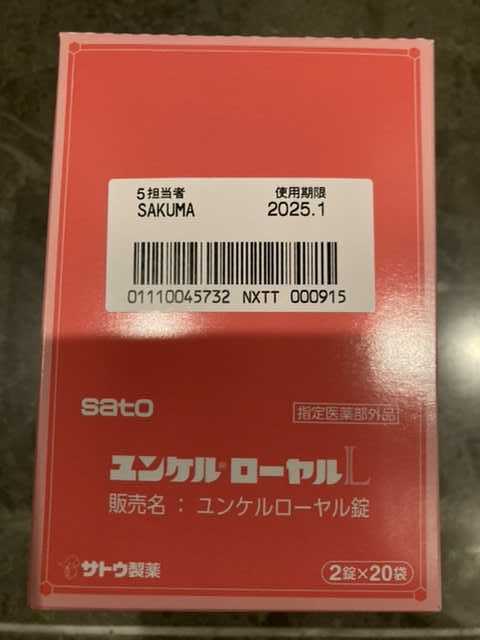 5担当者 使用期限
SAKUMA 2025.1
01110045732 NXTT 000915
sato 指定医薬部外品
ユンケル® ローヤルL
販売名：ユンケルローヤル錠
サトウ製薬 2錠×20袋